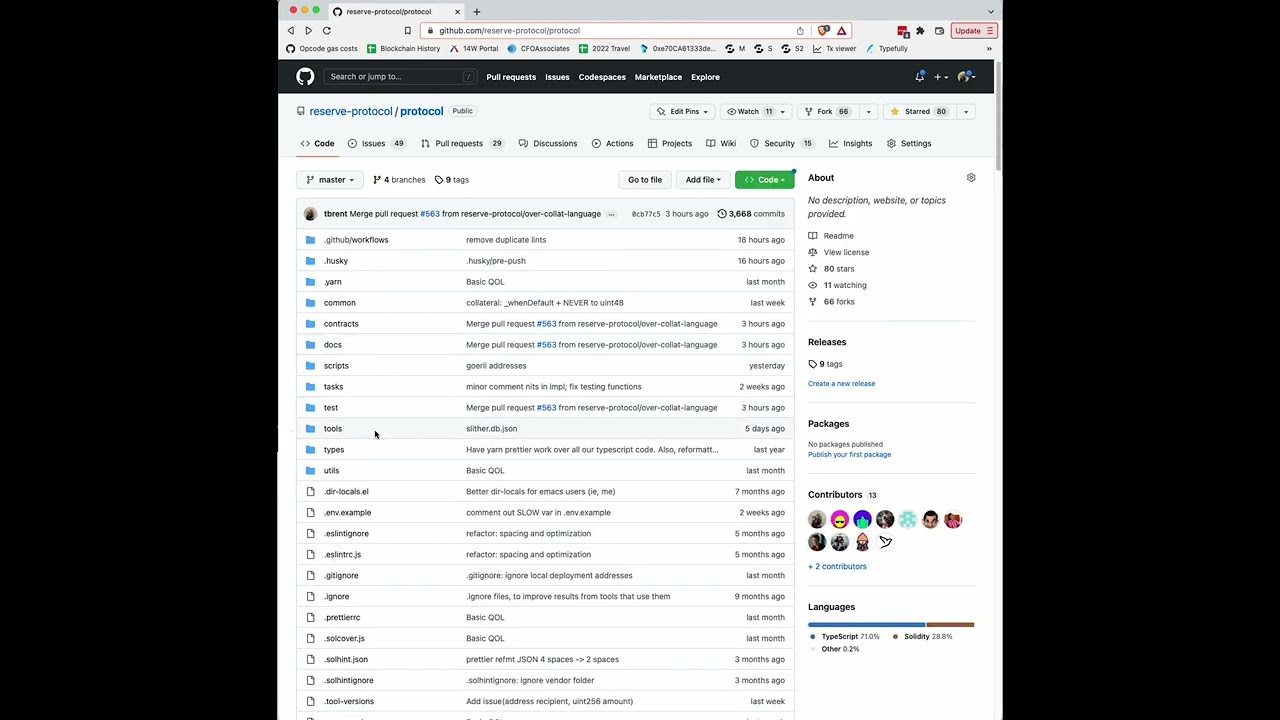 reserve-protocol/protocol
github.com/reserve-protocol/protocol
Update
Opcode gas costs Blockchain History 14W Portal CFOAssociates 2022 Travel 0xe70CA61333de... M S S2 Tx viewer Typefully
Search or jump to... / Pull requests Issues Codespaces Marketplace Explore
reserve-protocol / protocol Public Edit Pins Watch 11 Fork 66 Starred 80
Code Issues 49 Pull requests 29 Discussions Actions Projects Wiki Security 15 Insights Settings
master 4 branches 9 tags Go to file Add file Code
tbrent Merge pull request #563 from reserve-protocol/over-collat-language ... 0cb77c5 3 hours ago 3,668 commits
.github/workflows remove duplicate lints 18 hours ago
.husky .husky/pre-push 16 hours ago
.yarn Basic QOL last month
common collateral: _whenDefault + NEVER to uint48 last week
contracts Merge pull request #563 from reserve-protocol/over-collat-language 3 hours ago
docs Merge pull request #563 from reserve-protocol/over-collat-language 3 hours ago
scripts goerli addresses yesterday
tasks minor comment nits in impl; fix testing functions 2 weeks ago
test Merge pull request #563 from reserve-protocol/over-collat-language 3 hours ago
tools slither.db.json 5 days ago
types Have yarn prettier work over all our typescript code. Also, reformatt... last year
utils Basic QOL last month
.dir-locals.el Better dir-locals for emacs users (ie, me) 7 months ago
.env.example comment out SLOW var in .env.example 2 weeks ago
.eslintignore refactor: spacing and optimization 5 months ago
.eslintrc.js refactor: spacing and optimization 5 months ago
.gitignore .gitignore: ignore local deployment addresses last month
.ignore .ignore files, to improve results from tools that use them 9 months ago
.prettierrc Basic QOL last month
.solcover.js Basic QOL last month
.solhint.json prettier refmt JSON 4 spaces -> 2 spaces 3 months ago
.solhintignore .solhintignore: ignore vendor folder 3 months ago
.tool-versions Add issue(address recipient, uint256 amount) last week
About
No description, website, or topics
provided.
Readme
View license
80 stars
11 watching
66 forks
Releases
9 tags
Create a new release
Packages
No packages published
Publish your first package
Contributors 13
+ 2 contributors
Languages
TypeScript 71.0% Solidity 28.8%
Other 0.2%